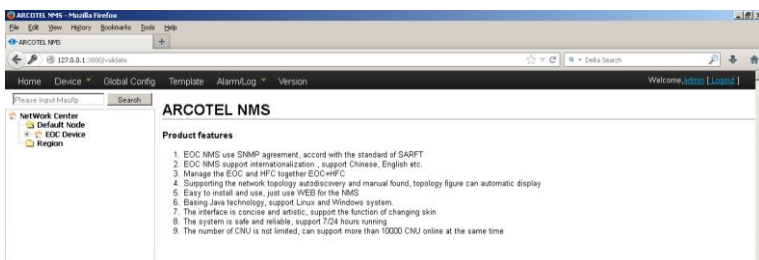 ARCOTEL NMS - Mozilla Firefox
File Edit View History Bookmarks Tools Help
ARCOTEL NMS +
127.0.0.1:3000/validate Delta Search
Home Device Global Config Template Alarm/Log Version Welcome,admin [ Logout ]
Please Input Mac/Ip Search
NetWork Center
Default Node
EOC Device
Region
ARCOTEL NMS
Product features
1. EOC NMS use SNMP agreement, accord with the standard of SARFT
2. EOC NMS support internationalization , support Chinese, English etc.
3. Manage the EOC and HFC together EOC+HFC
4. Supporting the network topology autodiscovery and manual found, topology figure can automatic display
5. Easy to install and use, just use WEB for the NMS
6. Basing Java technology, support Linux and Windows system.
7. The interface is concise and artistic, support the function of changing skin
8. The system is safe and reliable, support 7/24 hours running
9. The number of CNU is not limited, can support more than 10000 CNU online at the same time